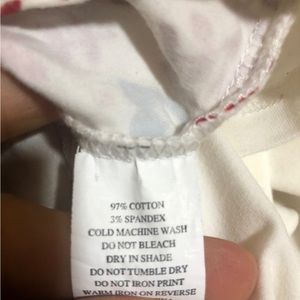 97% COTTON
3% SPANDEX
COLD MACHINE WASH
DO NOT BLEACH
DRY IN SHADE
DO NOT TUMBLE DRY
DO NOT IRON PRINT
WARM IRON ON REVERSE